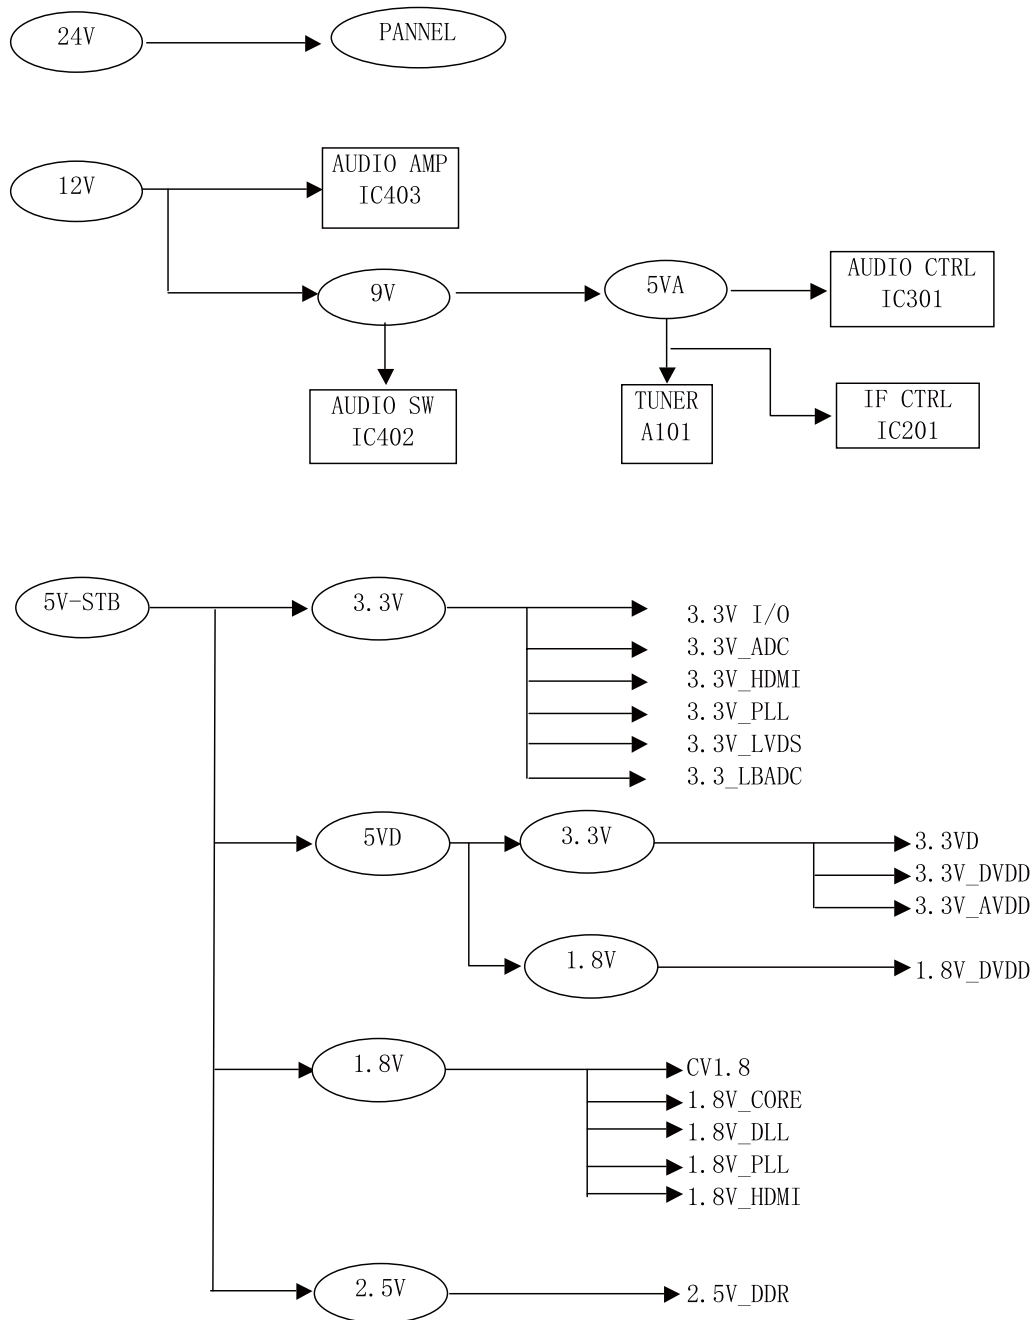 24V
PANNEL
12V
AUDIO AMP
IC403
9V
5VA
AUDIO CTRL
IC301
AUDIO SW
IC402
TUNER
A101
IF CTRL
IC201
5V-STB
3.3V
3.3V I/O
3.3V_ADC
3.3V_HDMI
3.3V_PLL
3.3V_LVDS
3.3_LBADC
5VD
3.3V
3.3VD
3.3V_DVDD
3.3V_AVDD
1.8V
1.8V_DVDD
1.8V
CV1.8
1.8V_CORE
1.8V_DLL
1.8V_PLL
1.8V_HDMI
2.5V
2.5V_DDR